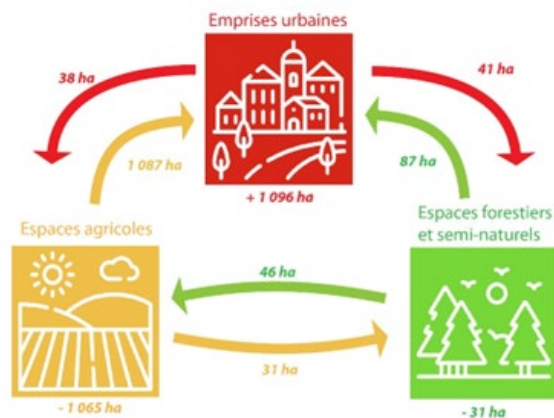 Emprises urbaines
38 ha
41 ha
1 087 ha
87 ha
+ 1 096 ha
Espaces agricoles
Espaces forestiers
et semi-naturels
46 ha
31 ha
- 1 065 ha
- 31 ha